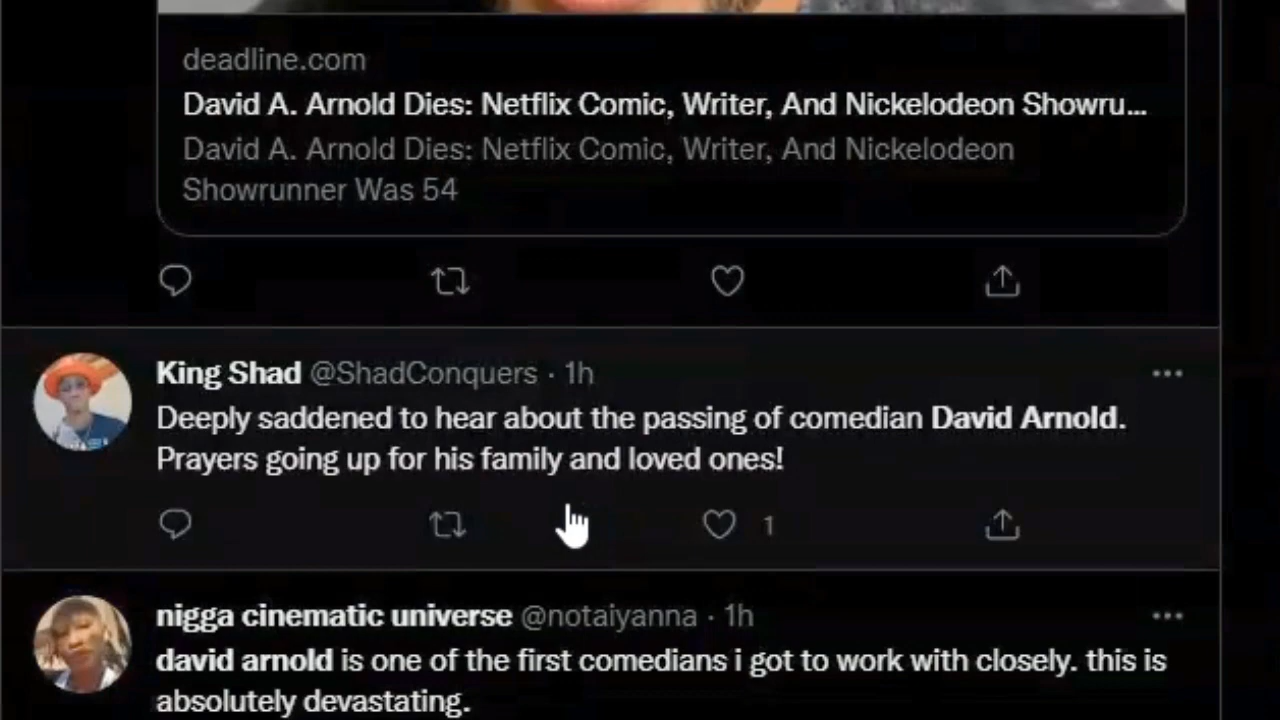 deadline.com
David A. Arnold Dies: Netflix Comic, Writer, And Nickelodeon Showru...
David A. Arnold Dies: Netflix Comic, Writer, And Nickelodeon
Showrunner Was 54
King Shad @ShadConquers · 1h
Deeply saddened to hear about the passing of comedian David Arnold.
Prayers going up for his family and loved ones!
1
nigga cinematic universe @notaiyanna · 1h
david arnold is one of the first comedians i got to work with closely. this is
absolutely devastating.